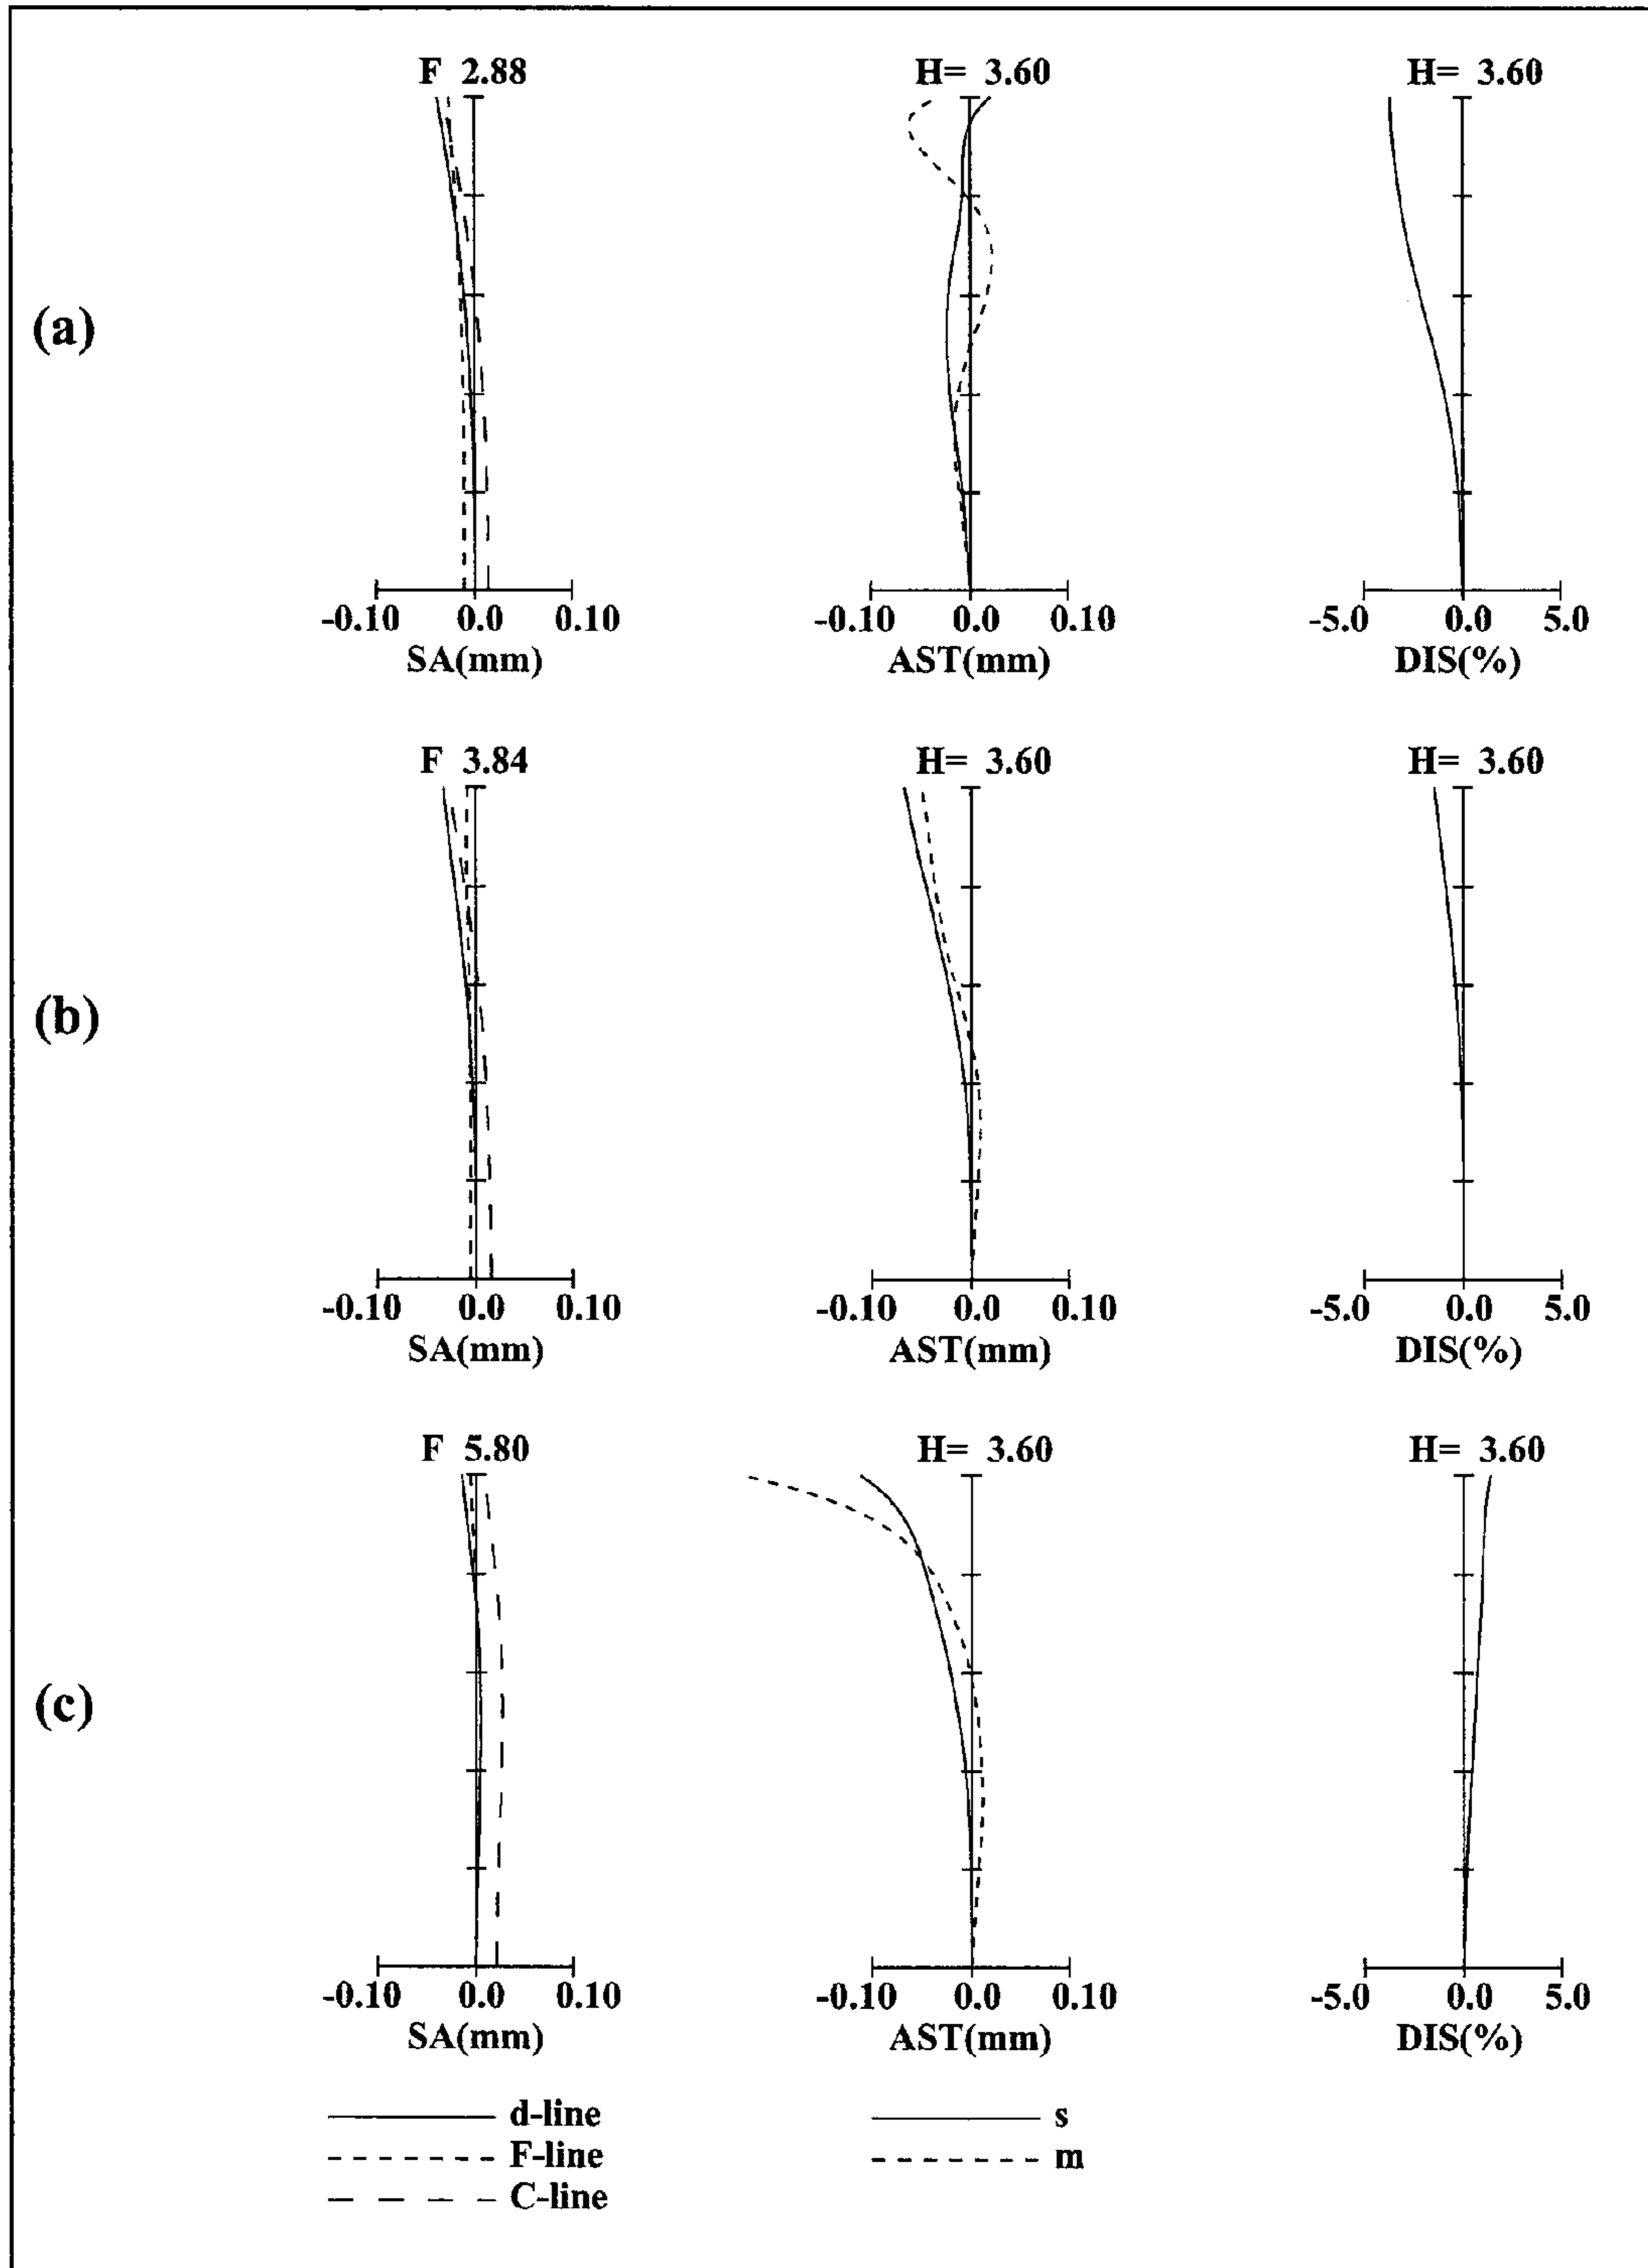 (a)
F 2.88
-0.10 0.0 0.10
SA(mm)
H= 3.60
-0.10 0.0 0.10
AST(mm)
H= 3.60
-5.0 0.0 5.0
DIS(%)
(b)
F 3.84
-0.10 0.0 0.10
SA(mm)
H= 3.60
-0.10 0.0 0.10
AST(mm)
H= 3.60
-5.0 0.0 5.0
DIS(%)
(c)
F 5.80
-0.10 0.0 0.10
SA(mm)
H= 3.60
-0.10 0.0 0.10
AST(mm)
H= 3.60
-5.0 0.0 5.0
DIS(%)
d-line
F-line
C-line
s
m